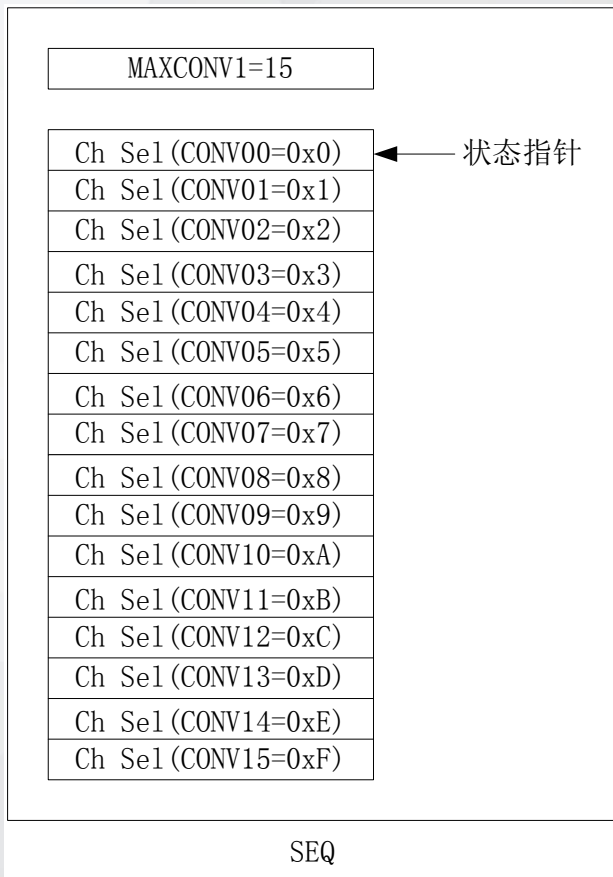 MAXCONV1=15
Ch Sel(CONV00=0x0)
状态指针
Ch Sel(CONV01=0x1)
Ch Sel(CONV02=0x2)
Ch Sel(CONV03=0x3)
Ch Sel(CONV04=0x4)
Ch Sel(CONV05=0x5)
Ch Sel(CONV06=0x6)
Ch Sel(CONV07=0x7)
Ch Sel(CONV08=0x8)
Ch Sel(CONV09=0x9)
Ch Sel(CONV10=0xA)
Ch Sel(CONV11=0xB)
Ch Sel(CONV12=0xC)
Ch Sel(CONV13=0xD)
Ch Sel(CONV14=0xE)
Ch Sel(CONV15=0xF)
SEQ